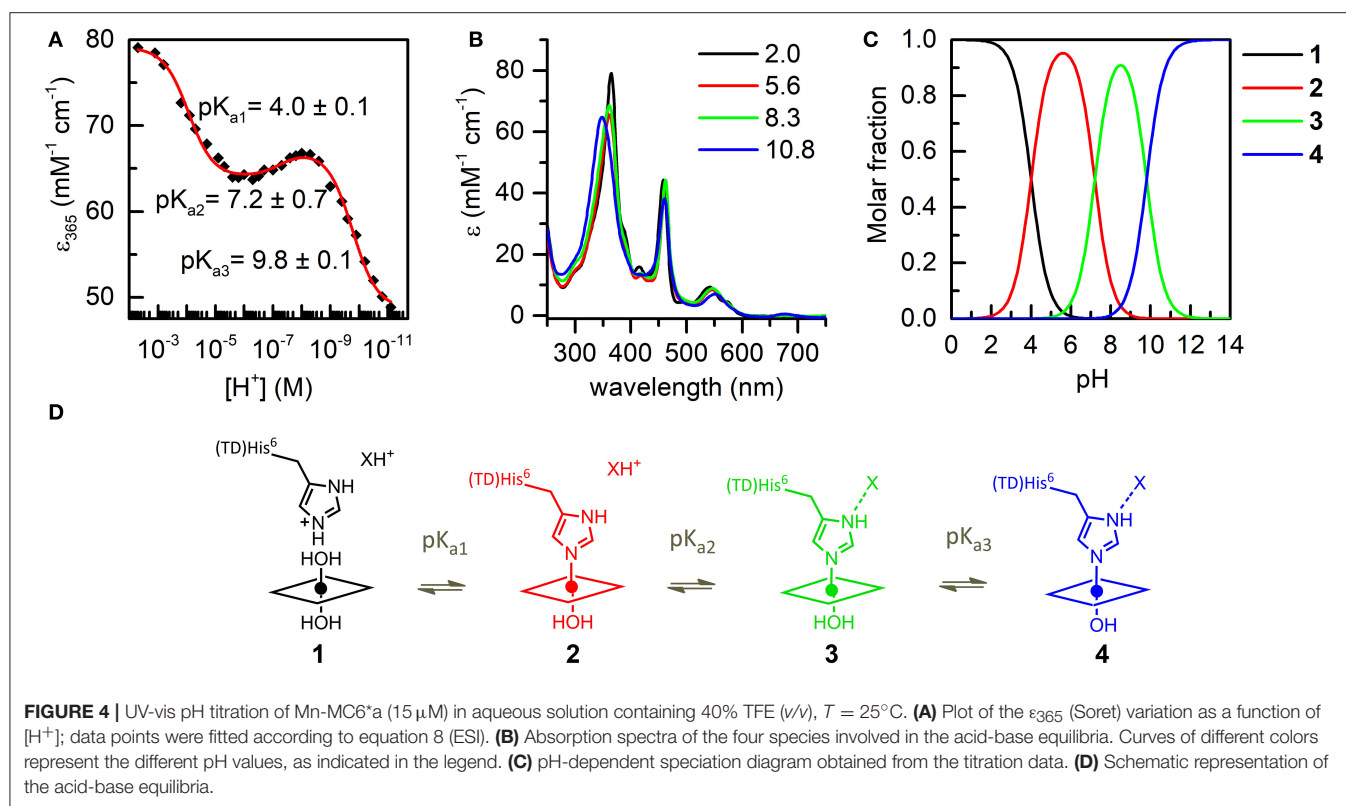 A
80
70
60
50
ε365 (mM-1 cm-1)
pKa1= 4.0 ± 0.1
pKa2= 7.2 ± 0.7
pKa3= 9.8 ± 0.1
10-3 10-5 10-7 10-9 10-11
[H+] (M)
B
80
60
40
20
0
ε (mM-1 cm-1)
2.0
5.6
8.3
10.8
300 400 500 600 700
wavelength (nm)
C
1.0
0.8
0.6
0.4
0.2
0.0
Molar fraction
0 2 4 6 8 10 12 14
pH
1
2
3
4
D
(TD)His6
XH+
NH
+
N
H
HOH
HOH
1
pKa1
(TD)His6
XH+
NH
N
HOH
2
pKa2
(TD)His6
X
NH
N
HOH
3
pKa3
(TD)His6
X
NH
N
OH
4
FIGURE 4 | UV-vis pH titration of Mn-MC6*a (15 μM) in aqueous solution containing 40% TFE (v/v), T = 25°C. (A) Plot of the ε365 (Soret) variation as a function of
[H+]; data points were fitted according to equation 8 (ESI). (B) Absorption spectra of the four species involved in the acid-base equilibria. Curves of different colors
represent the different pH values, as indicated in the legend. (C) pH-dependent speciation diagram obtained from the titration data. (D) Schematic representation of
the acid-base equilibria.